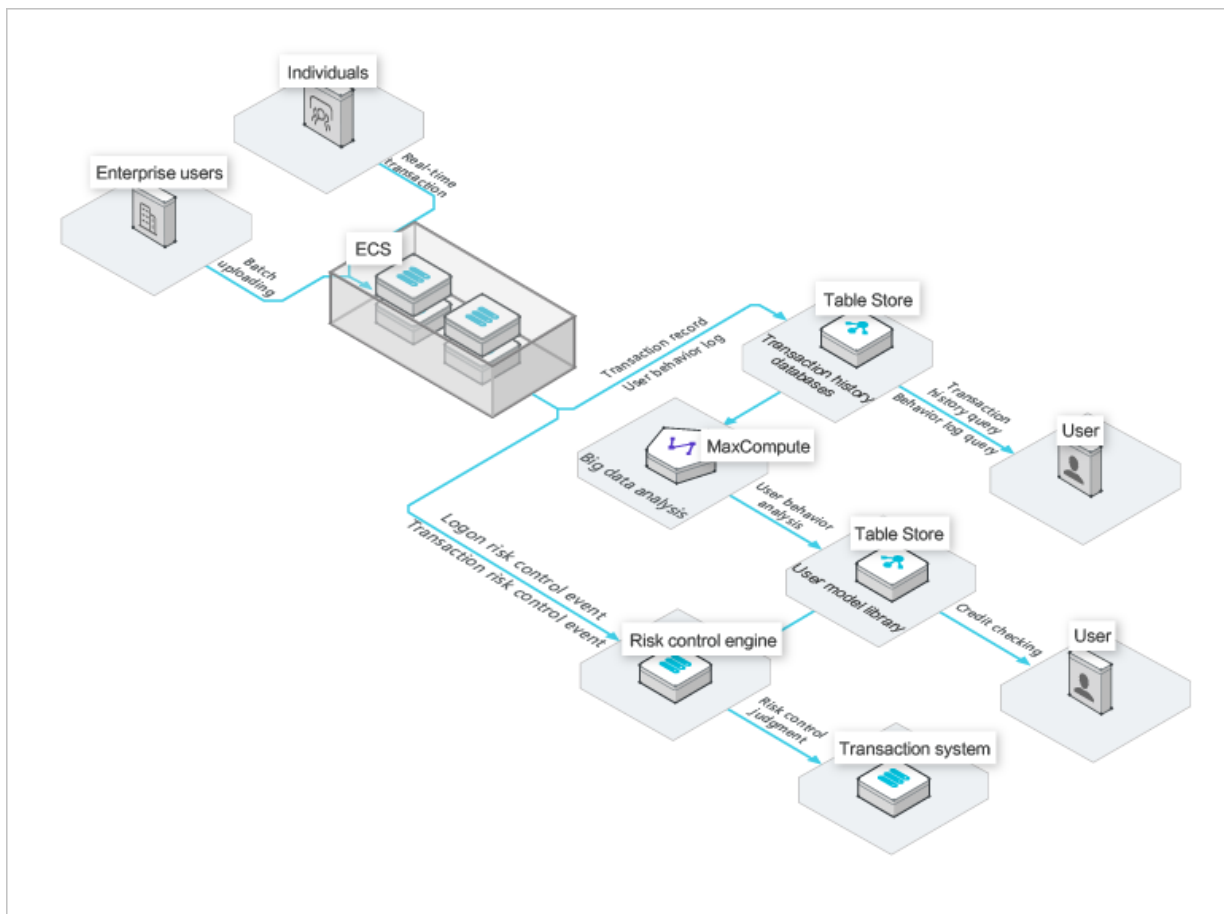 Individuals
Real-time
transaction
Enterprise users
Batch
uploading
ECS
Table Store
Transaction record
User behavior log
Transaction history
databases
Transaction
history query
Behavior log query
User
MaxCompute
Big data analysis
User behavior
analysis
Table Store
User model library
Logon risk control event
Transaction risk control event
Credit checking
User
Risk control engine
Risk control
judgment
Transaction system